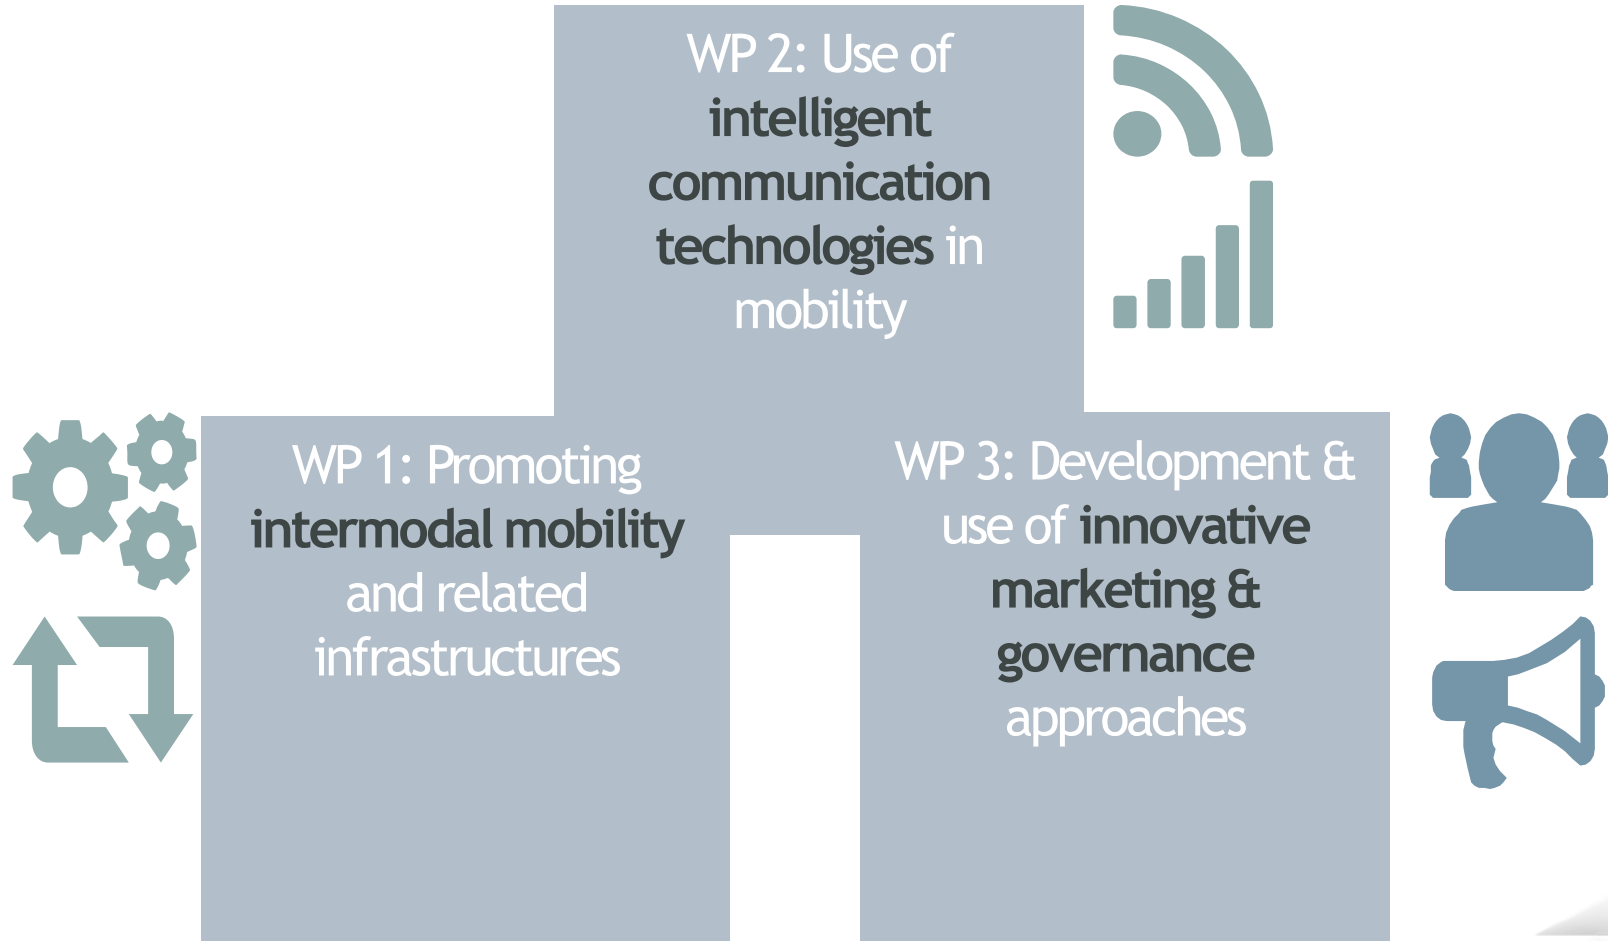 WP 2: Use of
intelligent
communication
technologies in
mobility
WP 1: Promoting
intermodal mobility
and related
infrastructures
WP 3: Development &
use of innovative
marketing &
governance
approaches